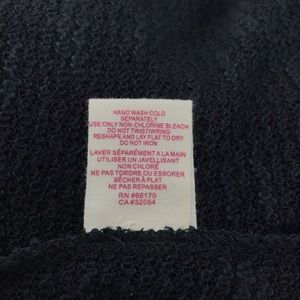 HAND WASH COLD
SEPARATELY
USE ONLY NON-CHLORINE BLEACH
DO NOT TWIST/WRING
RESHAPE AND LAY FLAT TO DRY
DO NOT IRON
LAVER SÉPARÉMENT A LA MAIN
UTILISER UN JAVELLISANT
NON CHLORÉ
NE PAS TORDRE OU ESSORER
SÉCHER À PLAT
NE PAS REPASSER
RN #66170
CA #32054